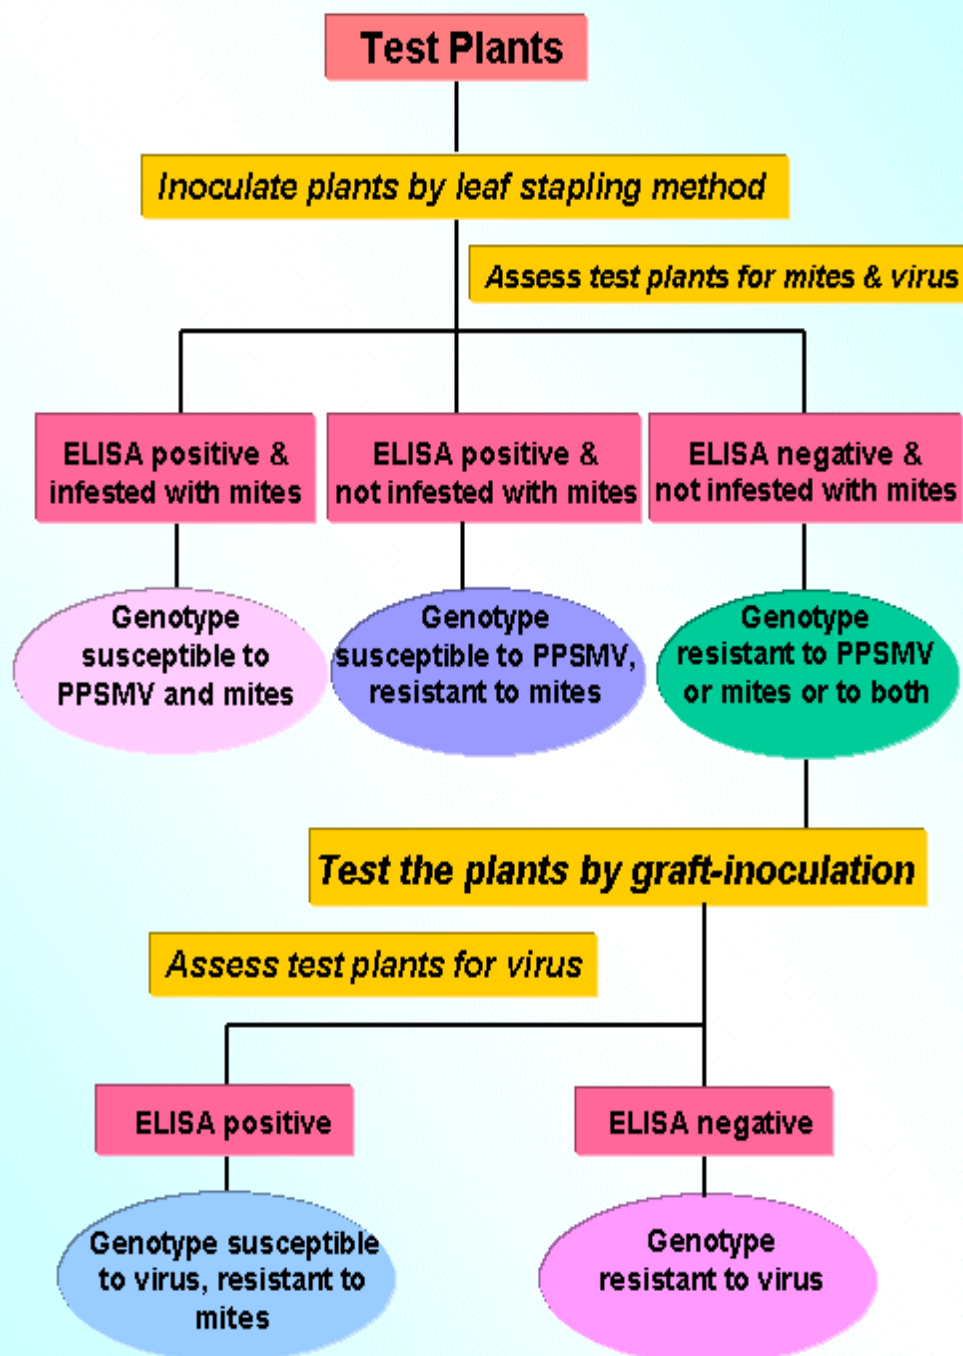 Test Plants
Inoculate plants by leaf stapling method
Assess test plants for mites & virus
ELISA positive &
infested with mites
ELISA positive &
not infested with mites
ELISA negative &
not infested with mites
Genotype
susceptible to
PPSMV and mites
Genotype
susceptible to PPSMV,
resistant to mites
Genotype
resistant to PPSMV
or mites or to both
Test the plants by graft-inoculation
Assess test plants for virus
ELISA positive
ELISA negative
Genotype susceptible
to virus, resistant to
mites
Genotype
resistant to virus